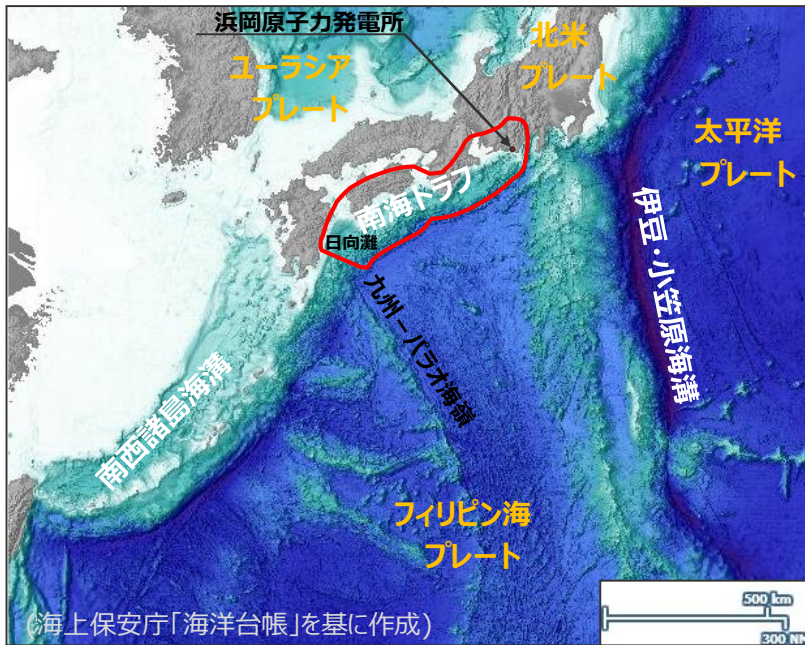 浜岡原子力発電所
北米
プレート
ユーラシア
プレート
太平洋
プレート
南海トラフ
日向灘
伊豆・小笠原海溝
九州－パラオ海嶺
南西諸島海溝
フィリピン海
プレート
(海上保安庁「海洋台帳」を基に作成)
500 km
300 NM